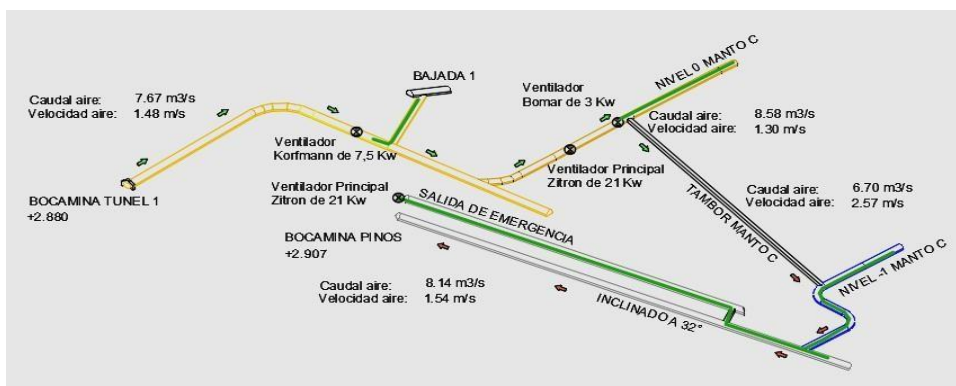 Caudal aire: 7.67 m3/s
Velocidad aire: 1.48 m/s
BAJADA 1
Ventilador
Bomar de 3 Kw
NIVEL 0 MANTO C
Caudal aire: 8.58 m3/s
Velocidad aire: 1.30 m/s
Ventilador
Korfmann de 7,5 Kw
Ventilador Principal
Zitron de 21 Kw
BOCAMINA TUNEL 1
+2.880
Ventilador Principal
Zitron de 21 Kw
SALIDA DE EMERGENCIA
TAMBOR MANTO C
Caudal aire: 6.70 m3/s
Velocidad aire: 2.57 m/s
BOCAMINA PINOS
+2.907
NIVEL -1 MANTO C
Caudal aire: 8.14 m3/s
Velocidad aire: 1.54 m/s
INCLINADO A 32°